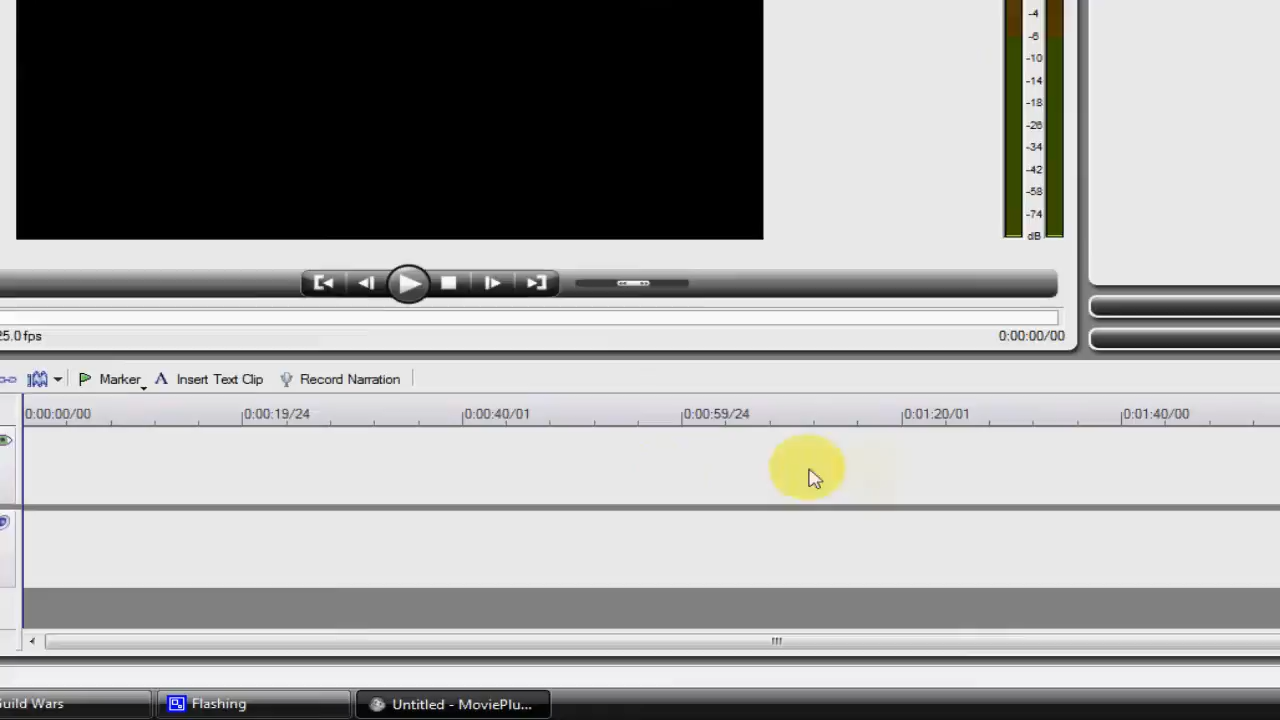 -4
-6
-10
-14
-18
-26
-34
-42
-58
-74
dB
25.0 fps
0:00:00/00
Marker
A Insert Text Clip
Record Narration
0:00:00/00 0:00:19/24 0:00:40/01 0:00:59/24 0:01:20/01 0:01:40/00
Guild Wars
Flashing
Untitled - MoviePlu...